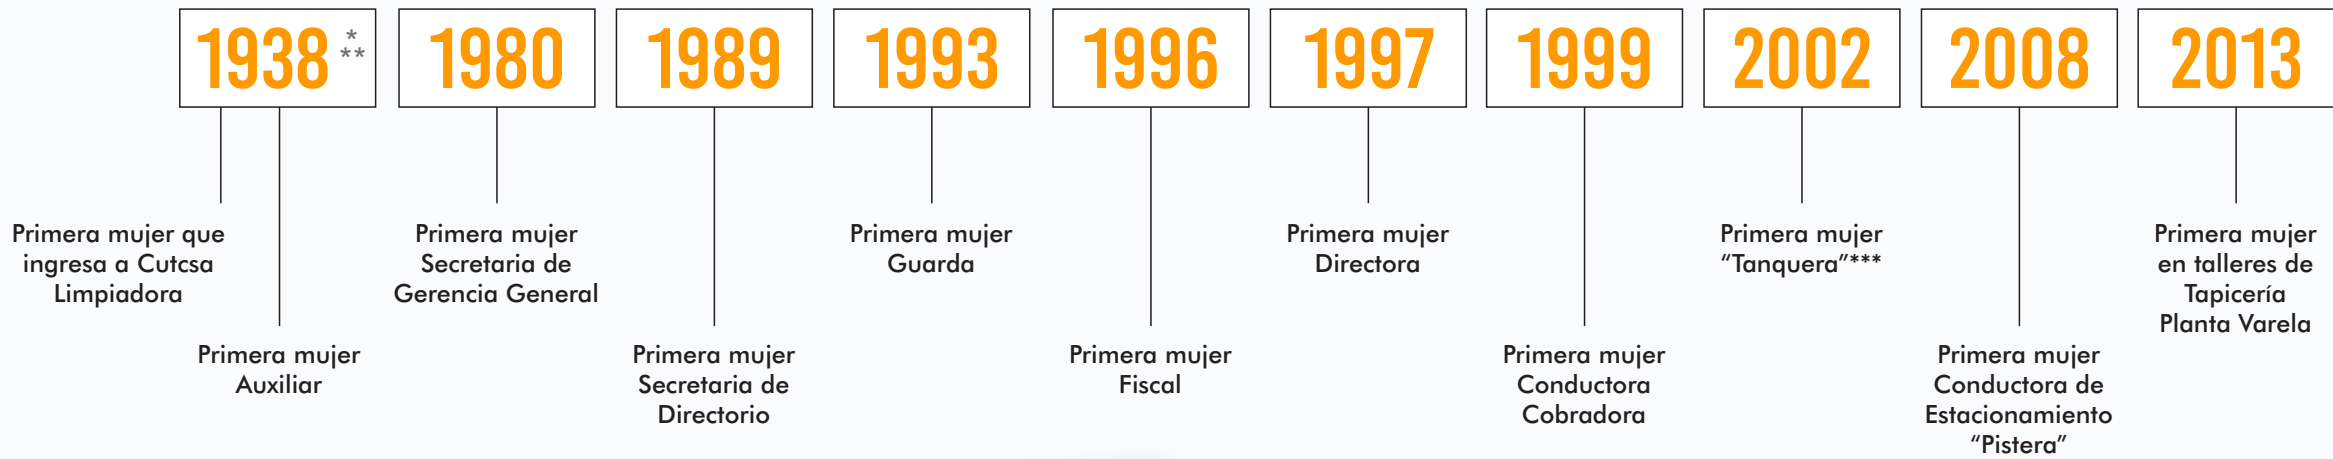 1938 *
**
1980
1989
1993
1996
1997
1999
2002
2008
2013
Primera mujer que
ingresa a Cutcsa
Limpiadora
Primera mujer
Auxiliar
Primera mujer
Secretaria de
Gerencia General
Primera mujer
Secretaria de
Directorio
Primera mujer
Guarda
Primera mujer
Fiscal
Primera mujer
Directora
Primera mujer
Conductora
Cobradora
Primera mujer
“Tanquera”***
Primera mujer
Conductora de
Estacionamiento
“Pistera”
Primera mujer
en talleres de
Tapicería
Planta Varela